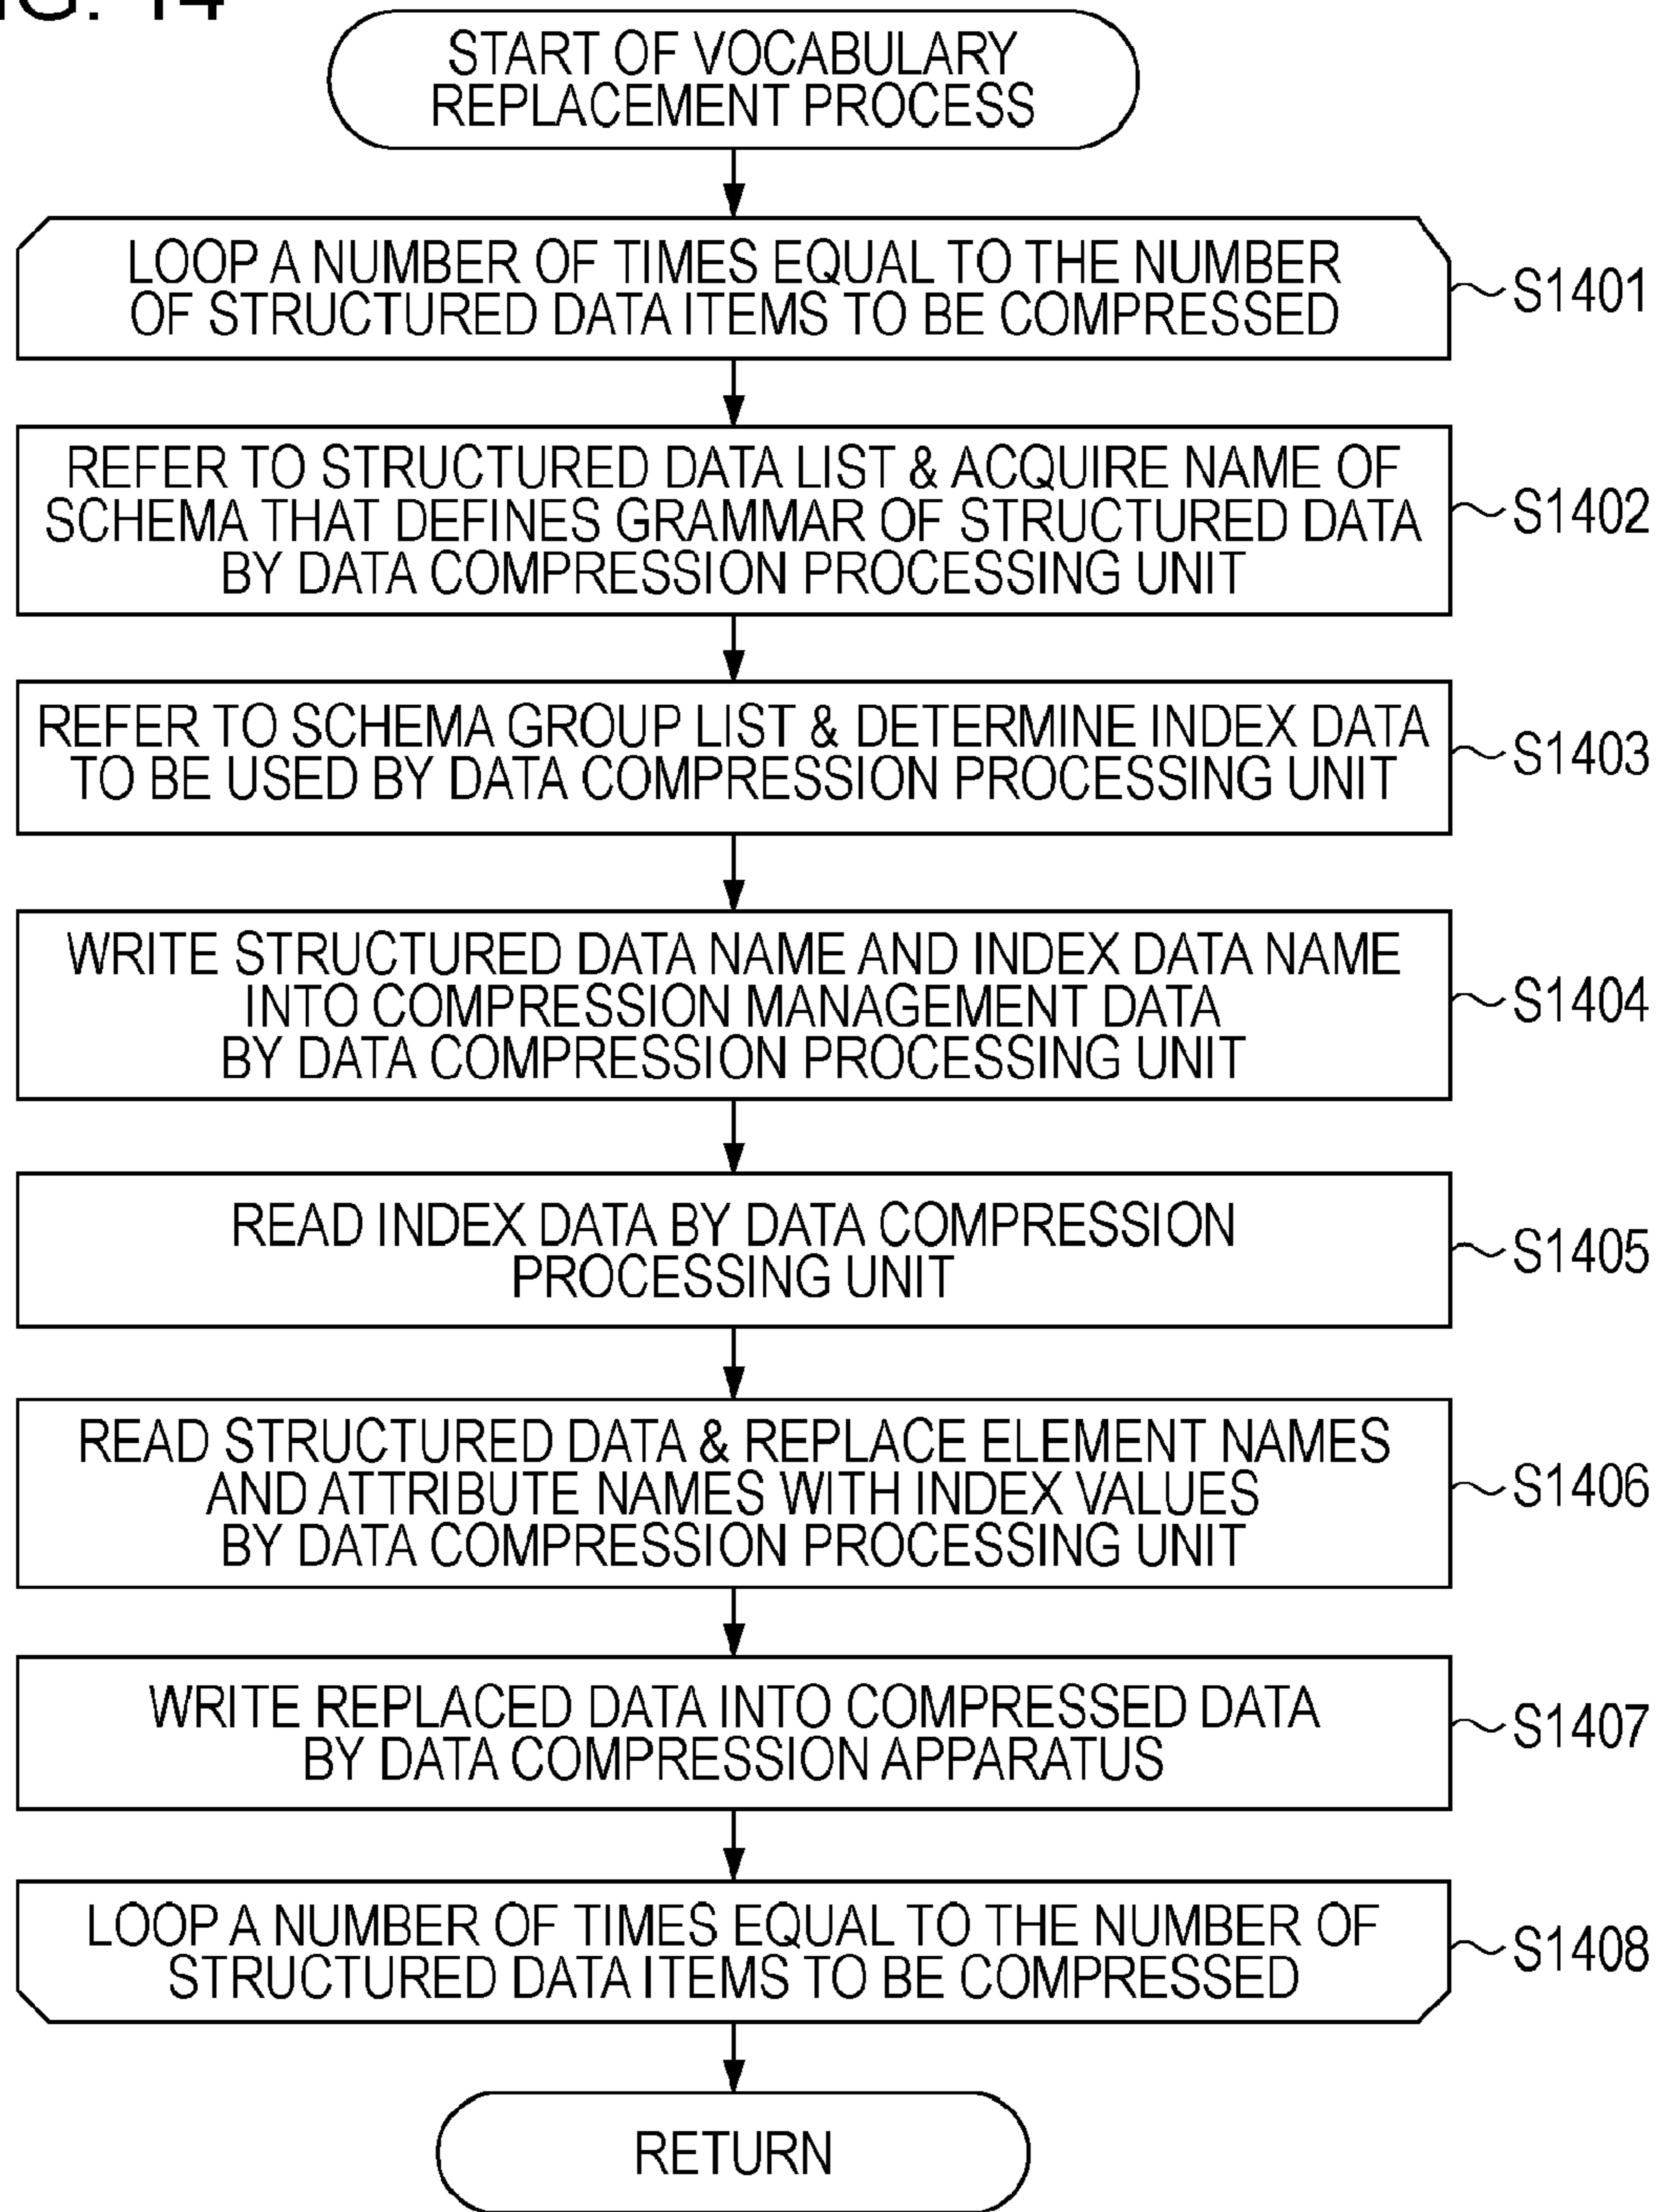 FIG. 14
START OF VOCABULARY
REPLACEMENT PROCESS
LOOP A NUMBER OF TIMES EQUAL TO THE NUMBER
OF STRUCTURED DATA ITEMS TO BE COMPRESSED
S1401
REFER TO STRUCTURED DATA LIST & ACQUIRE NAME OF
SCHEMA THAT DEFINES GRAMMAR OF STRUCTURED DATA
BY DATA COMPRESSION PROCESSING UNIT
S1402
REFER TO SCHEMA GROUP LIST & DETERMINE INDEX DATA
TO BE USED BY DATA COMPRESSION PROCESSING UNIT
S1403
WRITE STRUCTURED DATA NAME AND INDEX DATA NAME
INTO COMPRESSION MANAGEMENT DATA
BY DATA COMPRESSION PROCESSING UNIT
S1404
READ INDEX DATA BY DATA COMPRESSION
PROCESSING UNIT
S1405
READ STRUCTURED DATA & REPLACE ELEMENT NAMES
AND ATTRIBUTE NAMES WITH INDEX VALUES
BY DATA COMPRESSION PROCESSING UNIT
S1406
WRITE REPLACED DATA INTO COMPRESSED DATA
BY DATA COMPRESSION APPARATUS
S1407
LOOP A NUMBER OF TIMES EQUAL TO THE NUMBER OF
STRUCTURED DATA ITEMS TO BE COMPRESSED
S1408
RETURN